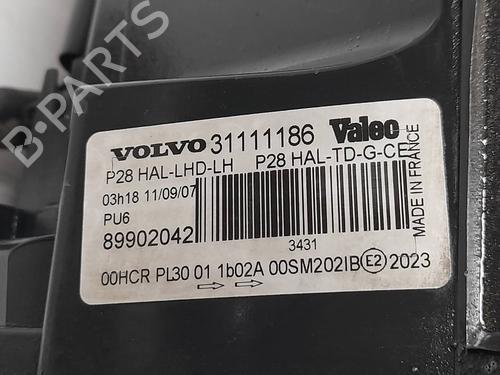 B-PARTS
VOLVO 31111186 Valeo
P28 HAL-LHD-LH P28 HAL-TD-G-CE
03h18 11/09/07
PU6
89902042
3431
00HCR PL30 01 1b02A 00SM202IB E2 2023
MADE IN FRANCE